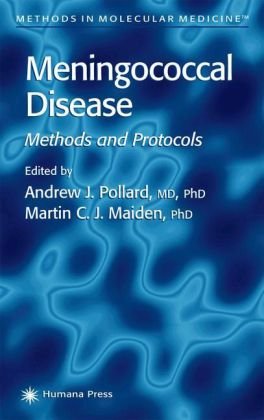 METHODS IN MOLECULAR MEDICINE™
Meningococcal
Disease
Methods and Protocols
Edited by
Andrew J. Pollard, MD, PhD
Martin C. J. Maiden, PhD
Humana Press